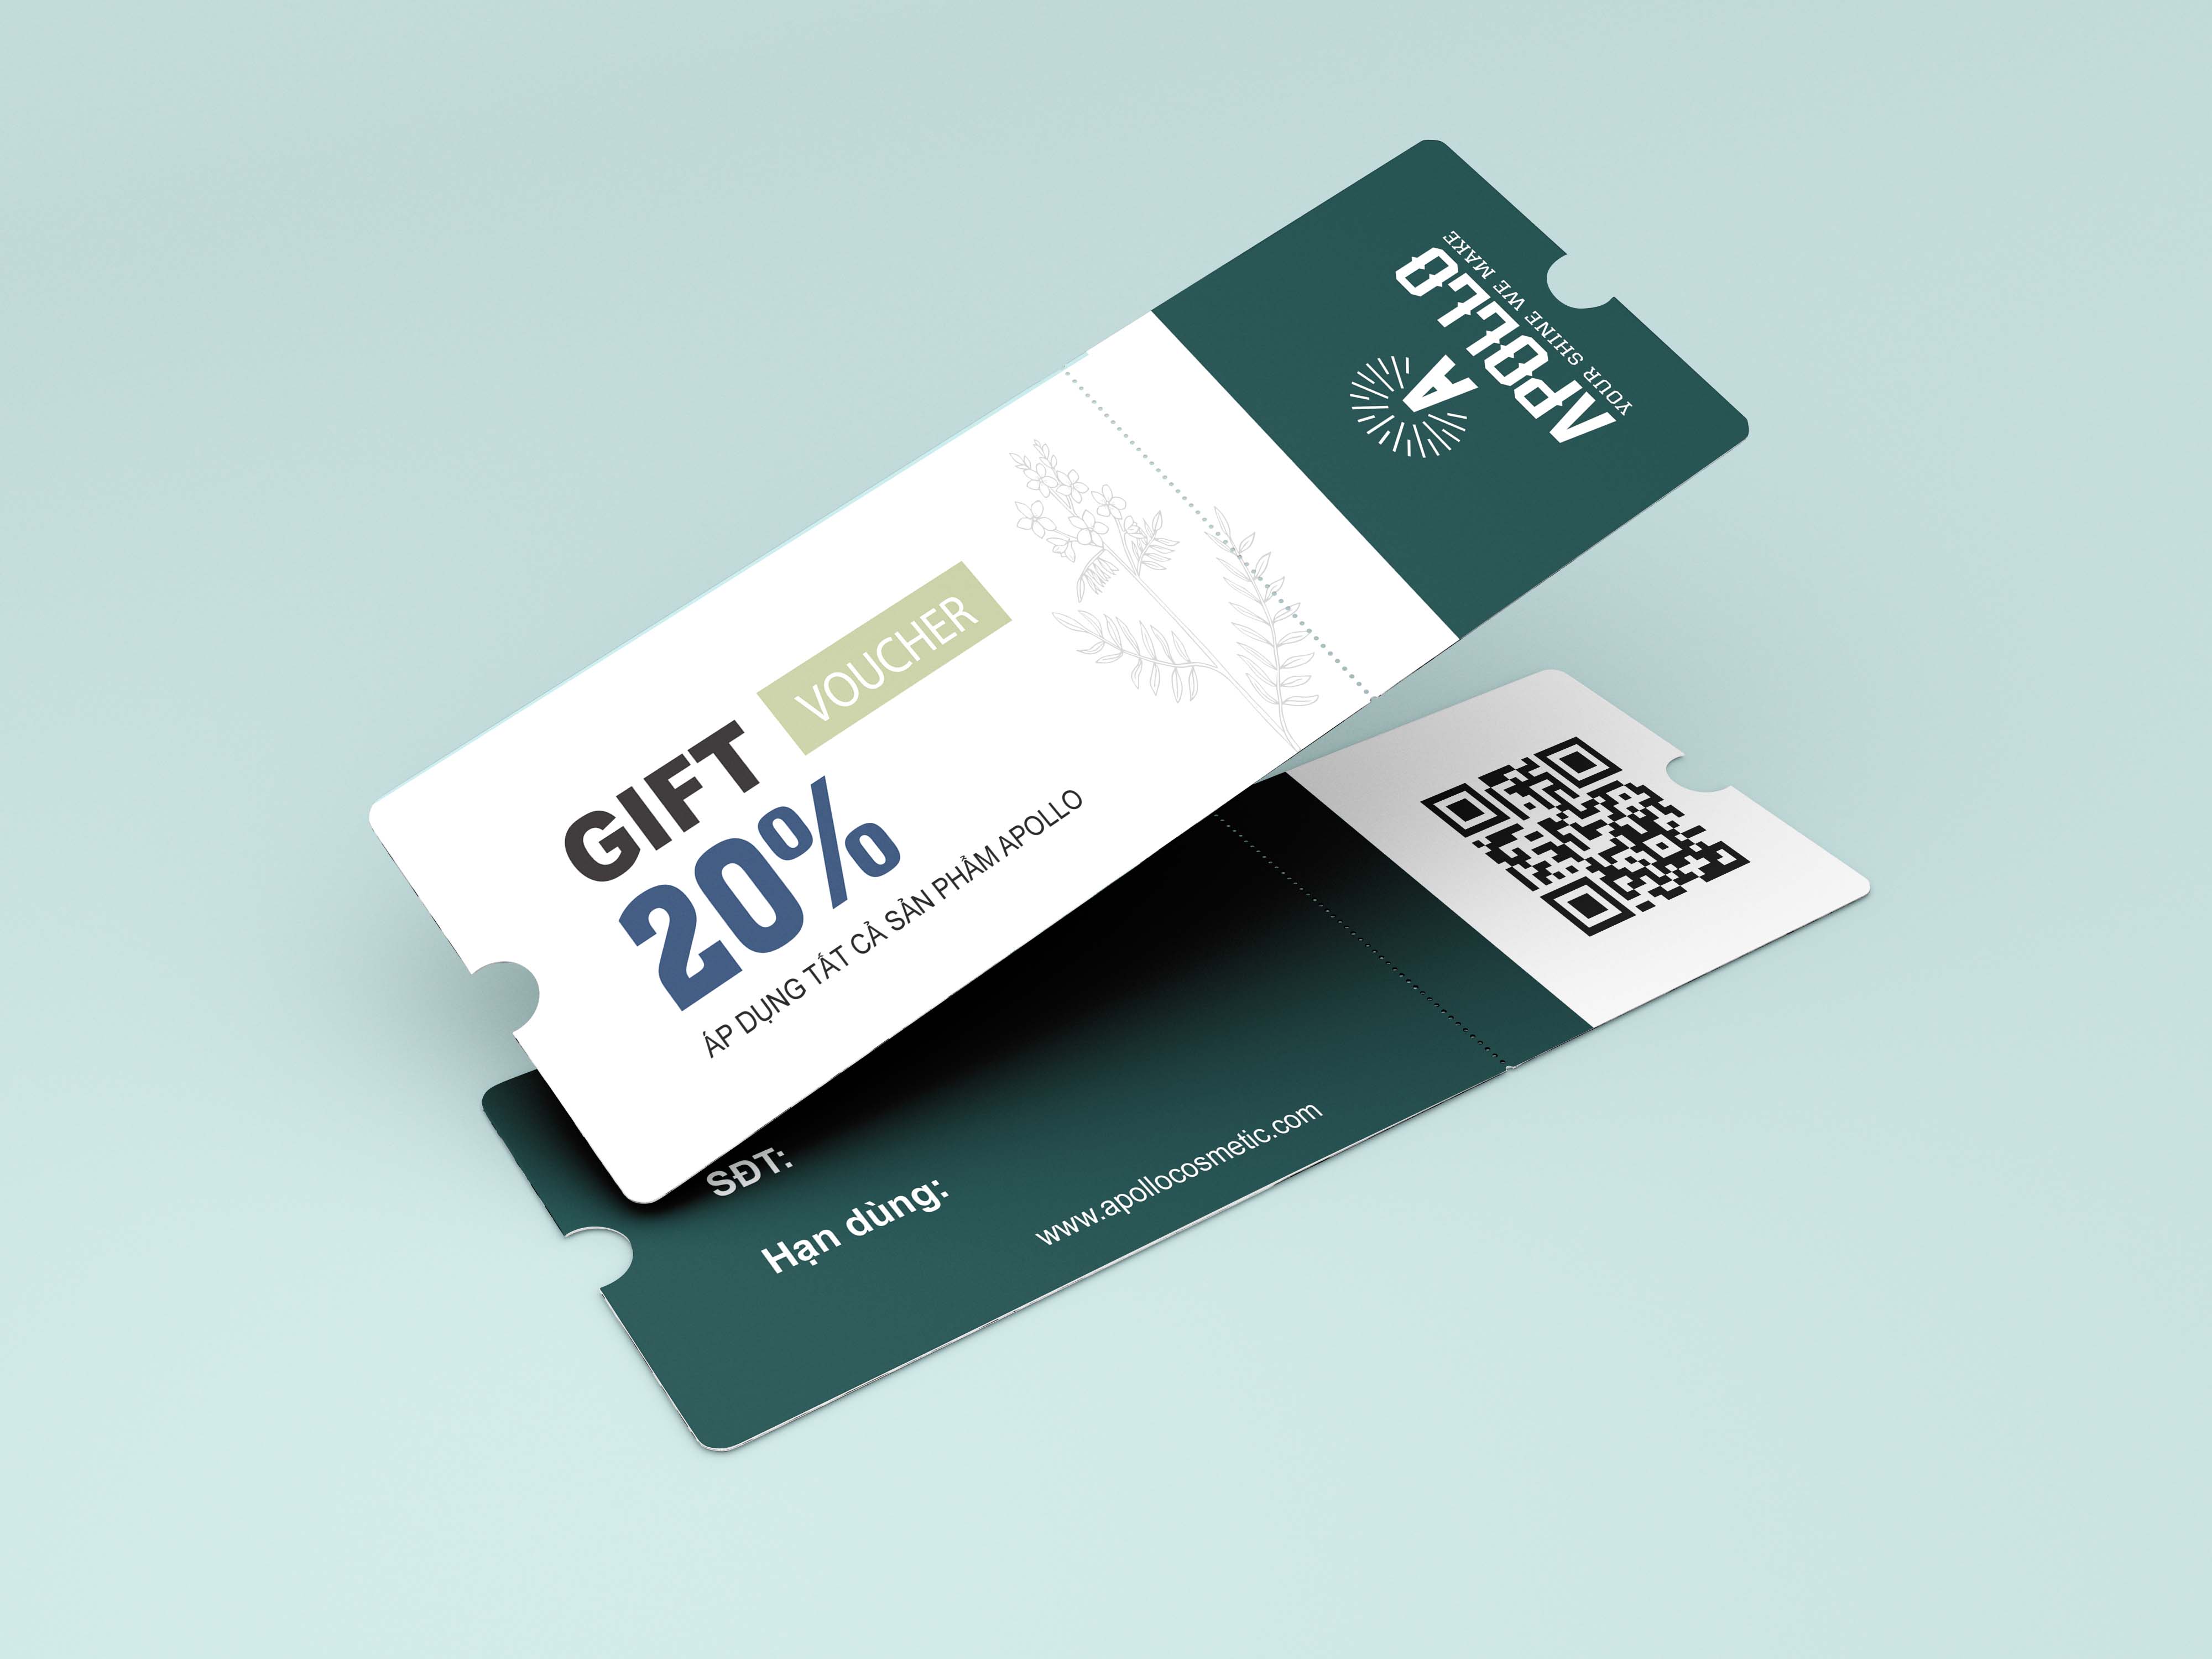 GIFT
VOUCHER
20%
ÁP DỤNG TẤT CẢ SẢN PHẨM APOLLO
A
APOLLO
YOUR SHINE WE MAKE
SĐT:
Hạn dùng:
www.apollocosmetic.com